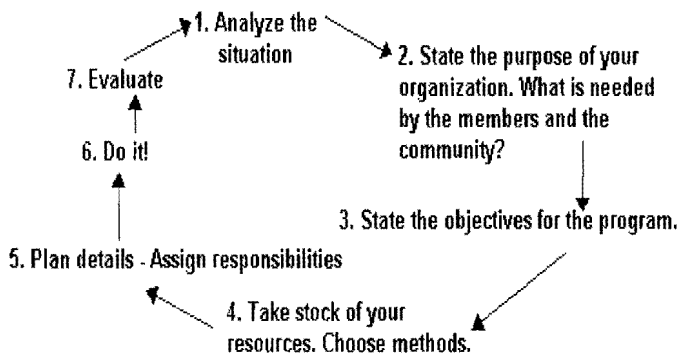 1. Analyze the
situation
2. State the purpose of your
organization. What is needed
by the members and the
community?
3. State the objectives for the program.
4. Take stock of your
resources. Choose methods.
5. Plan details - Assign responsibilities
6. Do it!
7. Evaluate